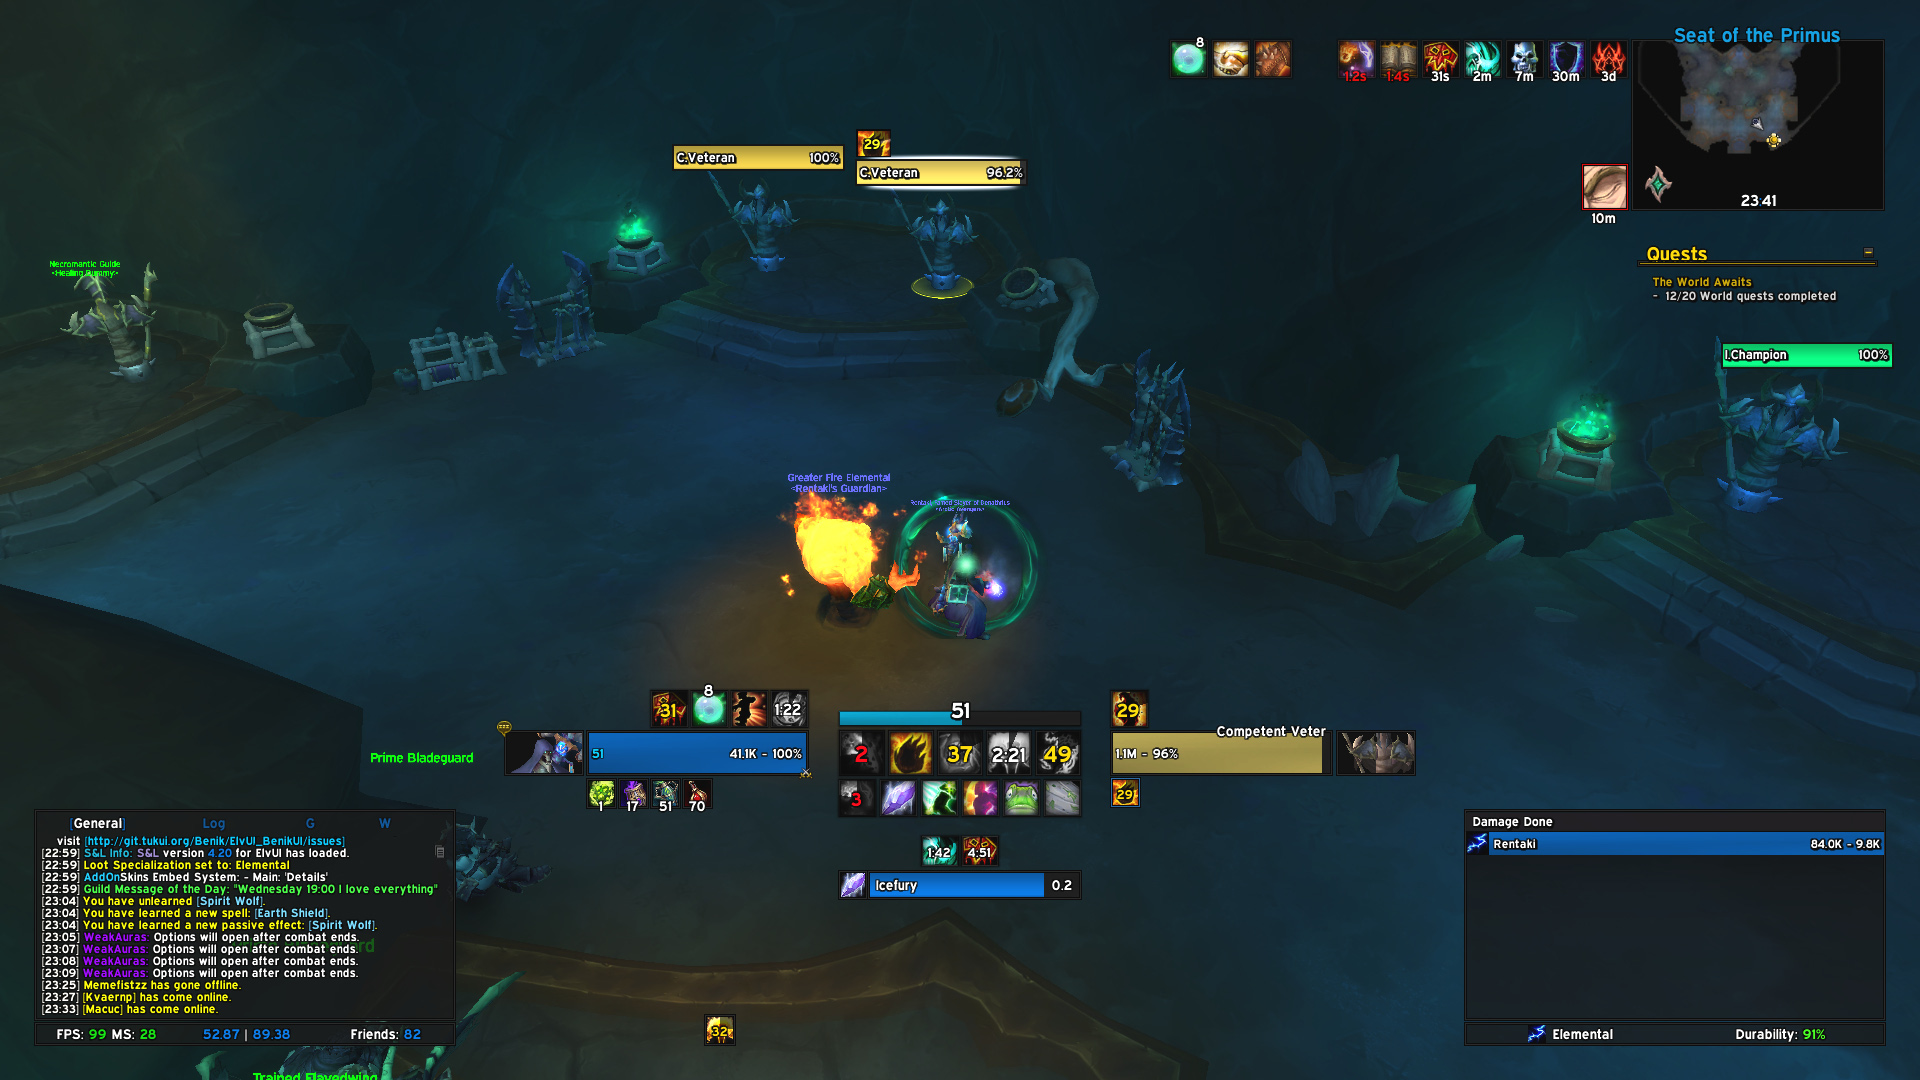 Seat of the Primus
8
1.2s
1:4s
31s
2m
7m
30m
3d
23:41
10m
Quests
The World Awaits
- 12/20 World quests completed
29
C.Veteran 100%
C.Veteran 96.2%
Necromantic Guide
<Healing Dummy>
I.Champion 100%
Greater Fire Elemental
<Rentaki's Guardian>
31
8
1:22
51
29
Competent Veter
51
41.1K - 100%
2
37
2:21
49
1.1M - 96%
Prime Bladeguard
1
17
51
70
3
29
1:42
4:51
Icefury
0.2
General
Log
G
W
visit [http://git.tukui.org/Benik/ElvUI_BenikUI/issues]
[22:59] S&L Info: S&L version 4.20 for ElvUI has loaded.
[22:59] Loot Specialization set to: Elemental
[22:59] AddOnSkins Embed System: - Main: 'Details'
[22:59] Guild Message of the Day: "Wednesday 19:00 I love everything"
[23:04] You have unlearned [Spirit Wolf].
[23:04] You have learned a new spell: [Earth Shield].
[23:04] You have learned a new passive effect: [Spirit Wolf].
[23:05] WeakAuras: Options will open after combat ends.
[23:07] WeakAuras: Options will open after combat ends.
[23:08] WeakAuras: Options will open after combat ends.
[23:09] WeakAuras: Options will open after combat ends.
[23:25] Memefistzz has gone offline.
[23:27] [Kvaernp] has come online.
[23:33] [Macuc] has come online.
FPS: 99 MS: 28
52.87 | 89.38
Friends: 82
32
17
Trained Flayedwing
Damage Done
Rentaki
84.0K - 9.8K
Elemental
Durability: 91%